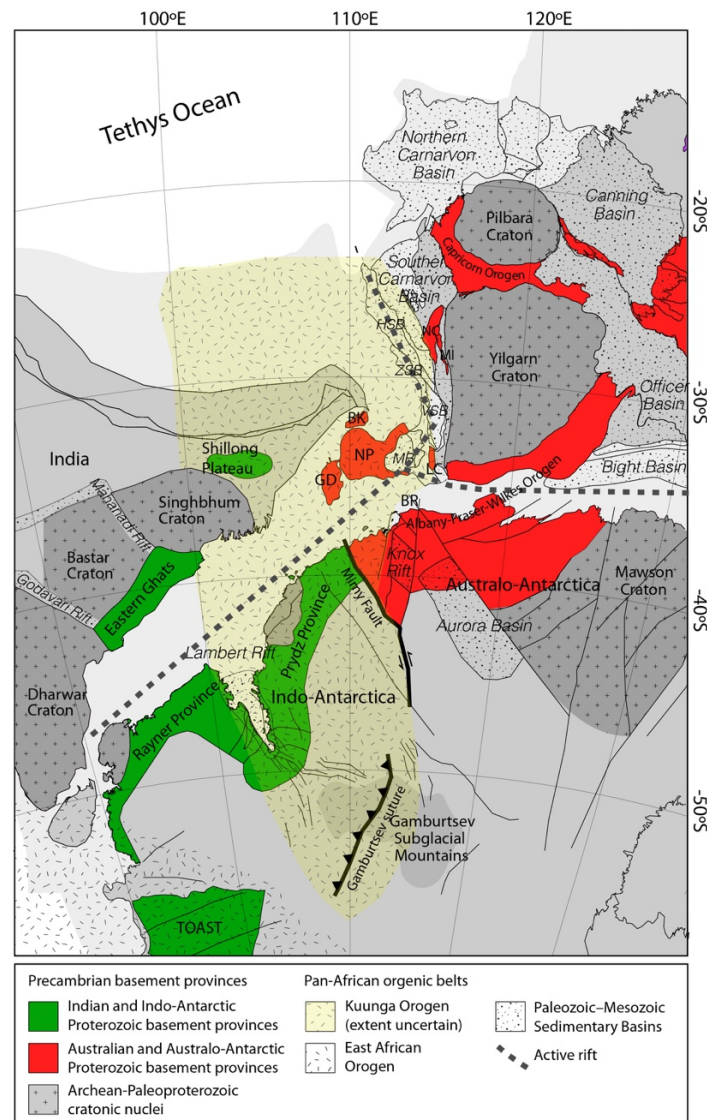 100ºE
110ºE
120ºE
Tethys Ocean
Northern
Carnarvon
Basin
-20ºS
Canning
Basin
Pilbara
Craton
Capricorn Orogen
Southern
Carnarvon
Basin
NC
HSB
MI
ZSB
Yilgarn
Craton
Officer
Basin
-30ºS
VSB
BK
India
Shillong
Plateau
NP
MB
LC
Bight Basin
GD
Singhbhum
Craton
BR
Albany-Fraser-Wilkes Orogen
Mahanadi Rift
Bastar
Craton
Knox
Rift
Australo-Antarctica
Mawson
Craton
-40ºS
Eastern Ghats
Godavari Rift
Mirny Fault
Aurora Basin
Prydz Province
Lambert Rift
Dharwar
Craton
Indo-Antarctica
Rayner Province
-50ºS
Gamburtsev suture
Gamburtsev
Subglacial
Mountains
TOAST
Precambrian basement provinces
Indian and Indo-Antarctic
Proterozoic basement provinces
Australian and Australo-Antarctic
Proterozoic basement provinces
Archean-Paleoproterozoic
cratonic nuclei
Pan-African orgenic belts
Kuunga Orogen
(extent uncertain)
East African
Orogen
Paleozoic–Mesozoic
Sedimentary Basins
Active rift